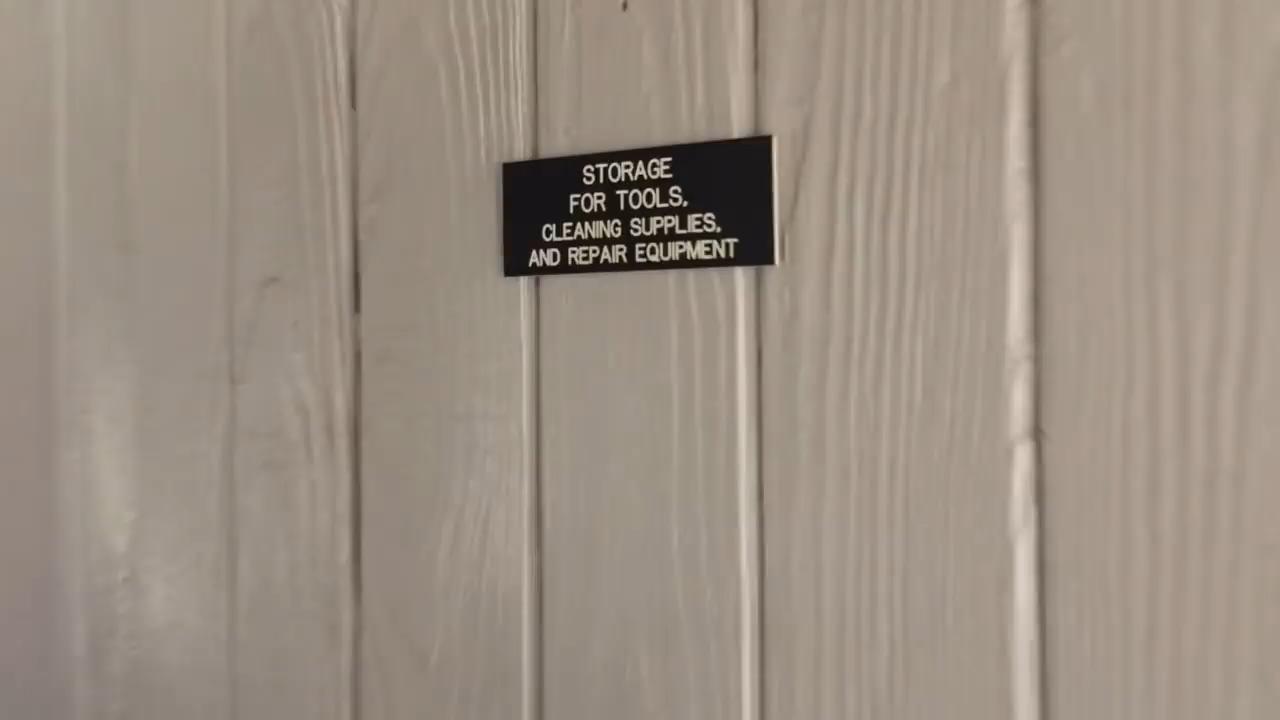 STORAGE
FOR TOOLS,
CLEANING SUPPLIES,
AND REPAIR EQUIPMENT